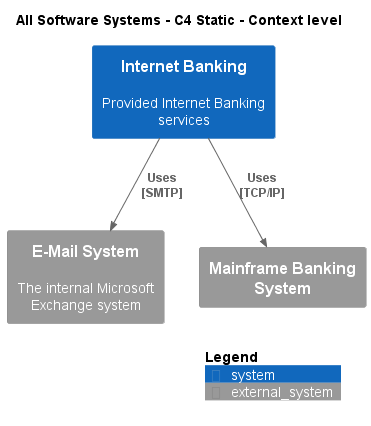 All Software Systems - C4 Static - Context level
Internet Banking
Provided Internet Banking
services
Uses
[SMTP]
Uses
[TCP/IP]
E-Mail System
The internal Microsoft
Exchange system
Mainframe Banking
System
Legend
system
external_system